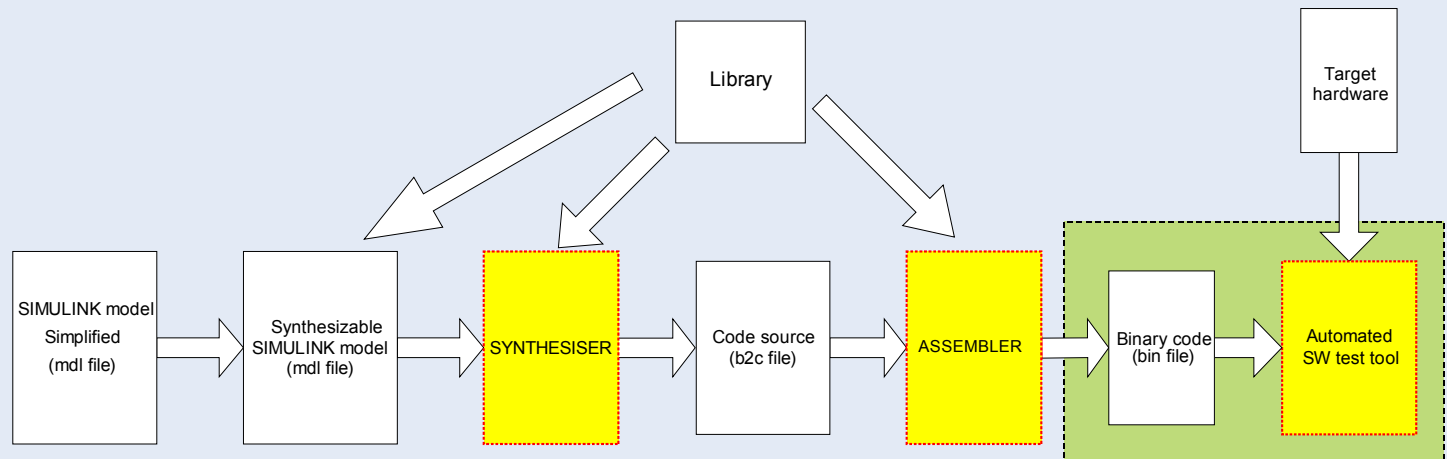 Library
Target
hardware
SIMULINK model
Simplified
(mdl file)
Synthesizable
SIMULINK model
(mdl file)
SYNTHESISER
Code source
(b2c file)
ASSEMBLER
Binary code
(bin file)
Automated
SW test tool